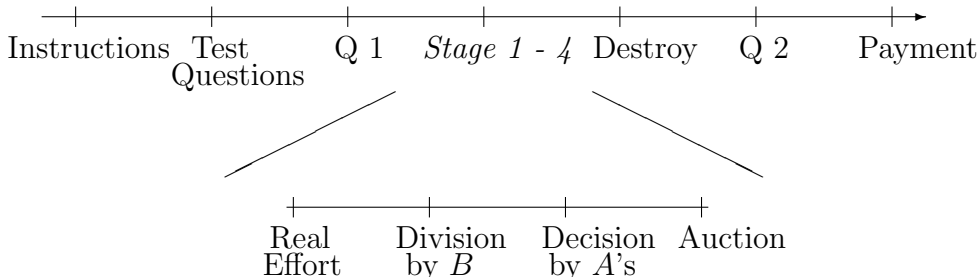 Instructions Test Q 1 Stage 1 - 4 Destroy Q 2 Payment
Questions
Real Division Decision Auction
Effort by B by A's